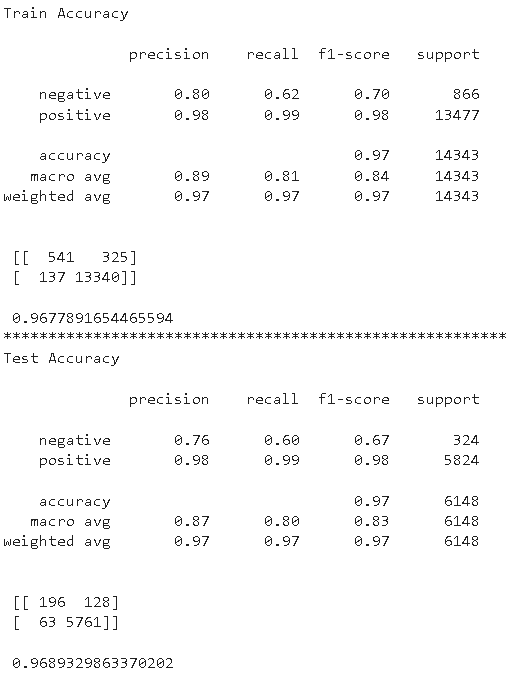 Train Accuracy
precision recall f1-score support
negative 0.80 0.62 0.70 866
positive 0.98 0.99 0.98 13477
accuracy 0.97 14343
macro avg 0.89 0.81 0.84 14343
weighted avg 0.97 0.97 0.97 14343
[[ 541 325]
[ 137 13340]]
0.9677891654465594
********************************************************
Test Accuracy
precision recall f1-score support
negative 0.76 0.60 0.67 324
positive 0.98 0.99 0.98 5824
accuracy 0.97 6148
macro avg 0.87 0.80 0.83 6148
weighted avg 0.97 0.97 0.97 6148
[[ 196 128]
[ 63 5761]]
0.9689329863370202